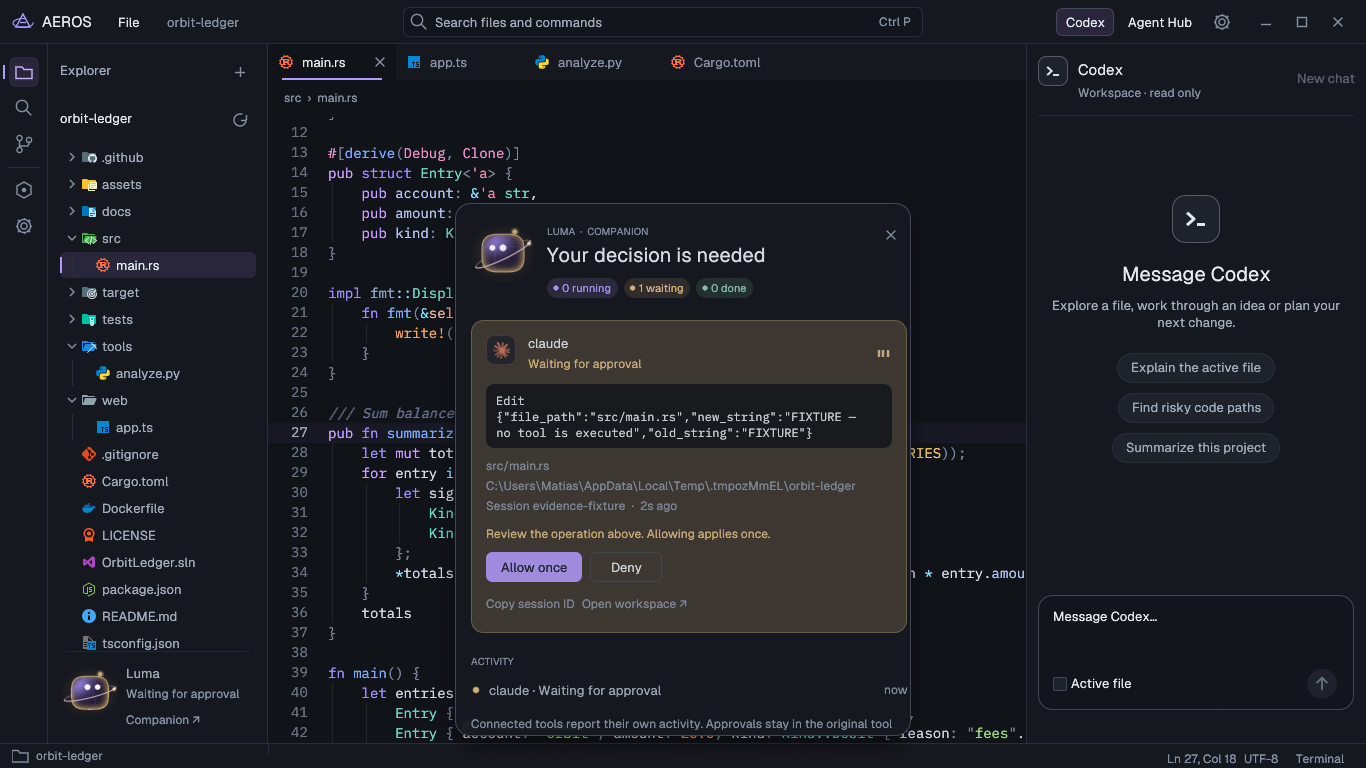 AEROS
File
orbit-ledger
Search files and commands
Ctrl P
Codex
Agent Hub
Explorer
orbit-ledger
.github
assets
docs
src
main.rs
target
tests
tools
analyze.py
web
app.ts
.gitignore
Cargo.toml
Dockerfile
LICENSE
OrbitLedger.sln
package.json
README.md
tsconfig.json
Luma
Waiting for approval
Companion ↗
main.rs
app.ts
analyze.py
Cargo.toml
src › main.rs
12
13 #[derive(Debug, Clone)]
14 pub struct Entry<'a> {
15 pub account: &'a str,
16 pub amount:
17 pub kind: K
18 }
19
20 impl fmt::Displ
21 fn fmt(&sel
22 write!(
23 }
24 }
25
26 /// Sum balance
27 pub fn summariz
28 let mut tot RIES));
29 for entry i
30 let sig
31 Kin
32 Kin
33 };
34 *totals n * entry.amou
35 }
36 totals
37 }
38
39 fn main() {
40 let entries
41 Entry {
42 Entry { reason: "fees".
LUMA · COMPANION
Your decision is needed
0 running
1 waiting
0 done
claude
Waiting for approval
Edit
{"file_path":"src/main.rs","new_string":"FIXTURE —
no tool is executed","old_string":"FIXTURE"}
src/main.rs
C:\Users\Matias\AppData\Local\Temp\.tmpozMmEL\orbit-ledger
Session evidence-fixture · 2s ago
Review the operation above. Allowing applies once.
Allow once
Deny
Copy session ID
Open workspace ↗
ACTIVITY
claude · Waiting for approval
now
Connected tools report their own activity. Approvals stay in the original tool
Codex
Workspace · read only
New chat
Message Codex
Explore a file, work through an idea or plan your
next change.
Explain the active file
Find risky code paths
Summarize this project
Message Codex…
Active file
orbit-ledger
Ln 27, Col 18
UTF-8
Terminal